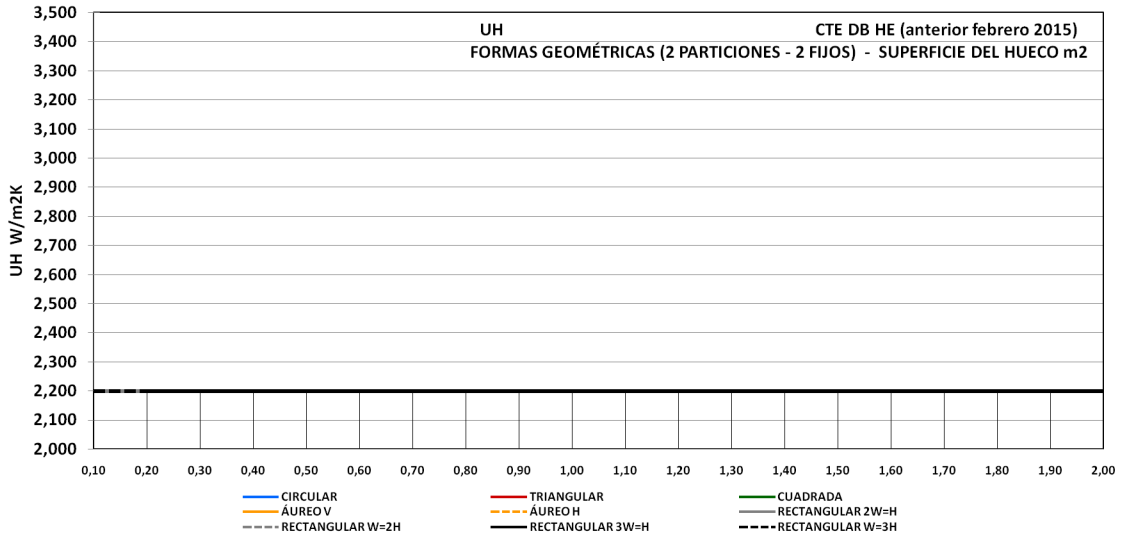 UH CTE DB HE (anterior febrero 2015)
FORMAS GEOMÉTRICAS (2 PARTICIONES - 2 FIJOS) - SUPERFICIE DEL HUECO m2
UH W/m2K
3,500
3,400
3,300
3,200
3,100
3,000
2,900
2,800
2,700
2,600
2,500
2,400
2,300
2,200
2,100
2,000
0,10 0,20 0,30 0,40 0,50 0,60 0,70 0,80 0,90 1,00 1,10 1,20 1,30 1,40 1,50 1,60 1,70 1,80 1,90 2,00
CIRCULAR TRIANGULAR CUADRADA
ÁUREO V ÁUREO H RECTANGULAR 2W=H
RECTANGULAR W=2H RECTANGULAR 3W=H RECTANGULAR W=3H